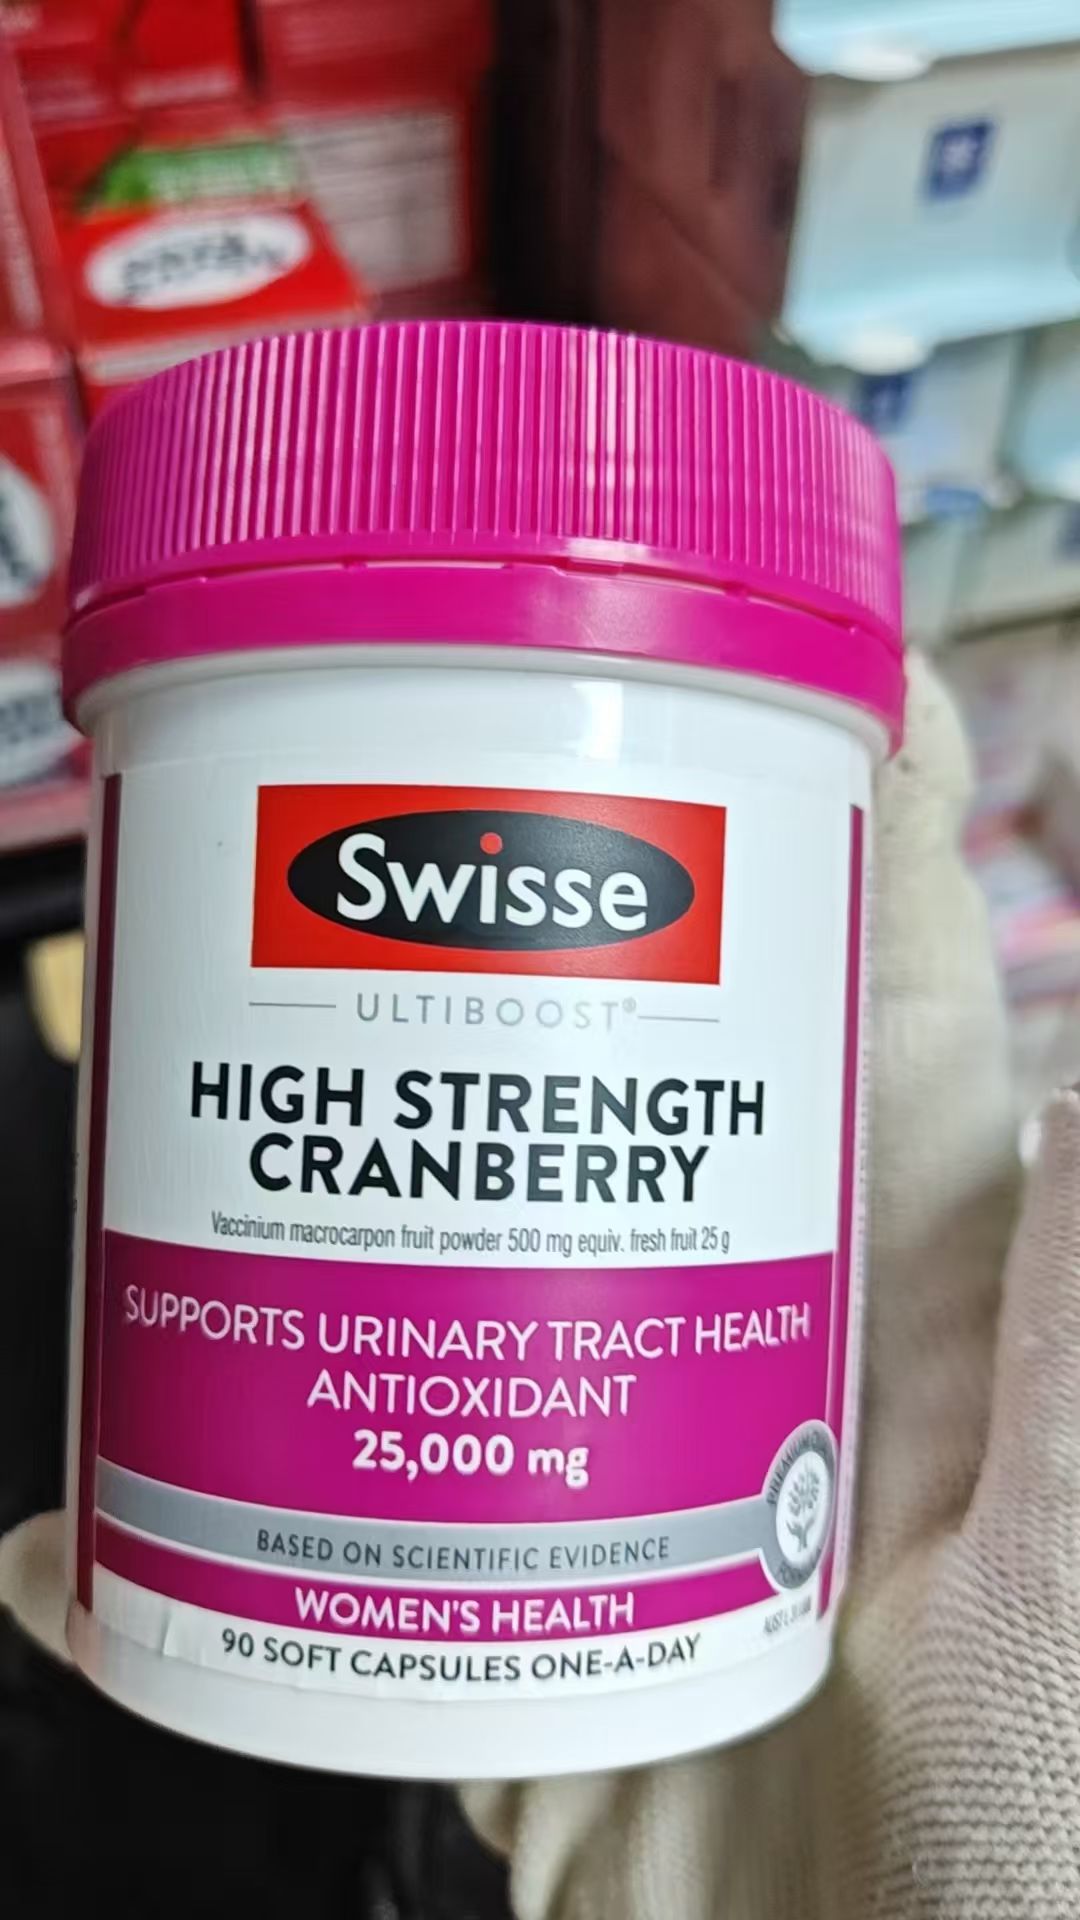 Swisse
ULTIBOOST®
HIGH STRENGTH
CRANBERRY
Vaccinium macrocarpon fruit powder 500 mg equiv. fresh fruit 25 g
SUPPORTS URINARY TRACT HEALTH
ANTIOXIDANT
25,000 mg
BASED ON SCIENTIFIC EVIDENCE
WOMEN'S HEALTH
90 SOFT CAPSULES ONE-A-DAY